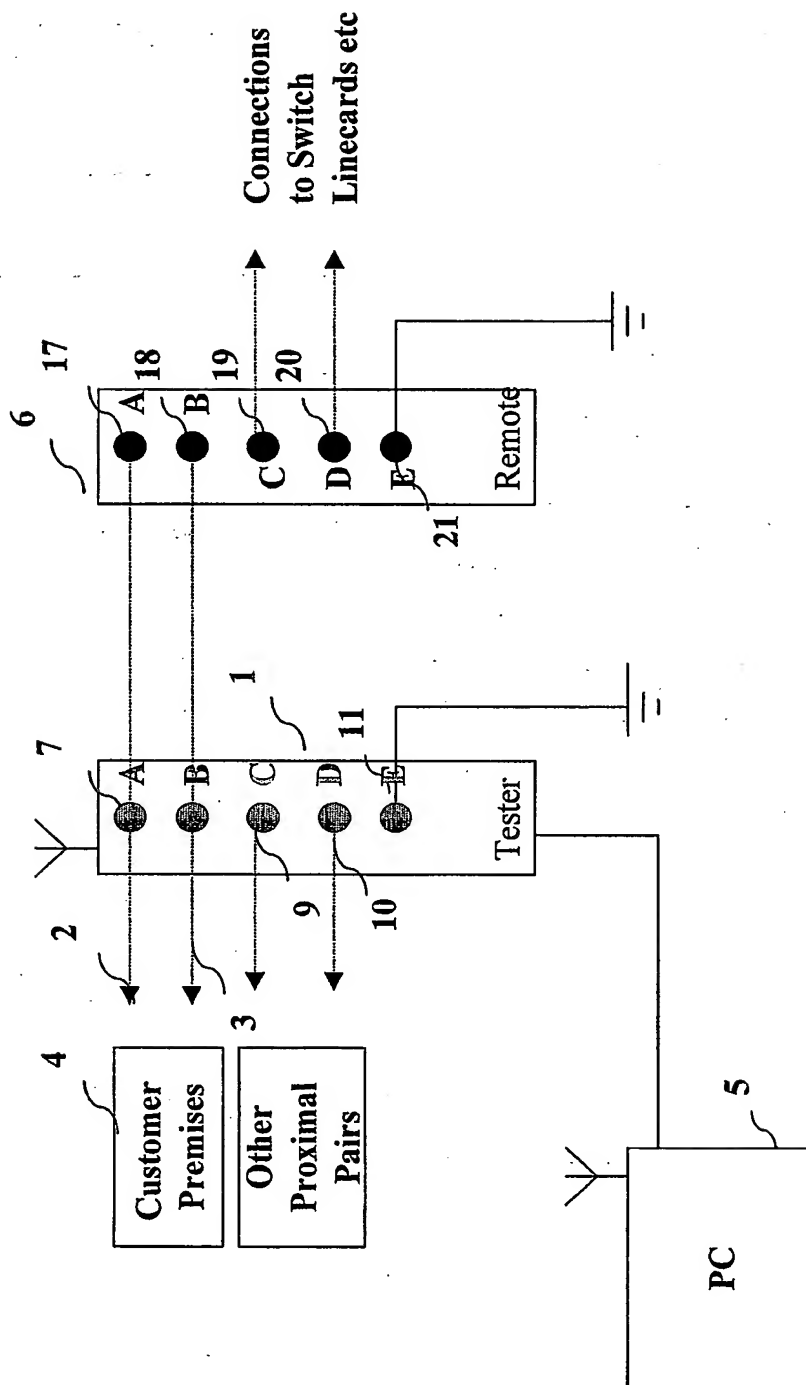 6
17
A
18
B
19
C
20
D
E
21
Remote
Connections
to Switch
Linecards etc
7
A
B
C
D
11
E
1
9
10
Tester
2
3
4
Customer
Premises
Other
Proximal
Pairs
5
PC